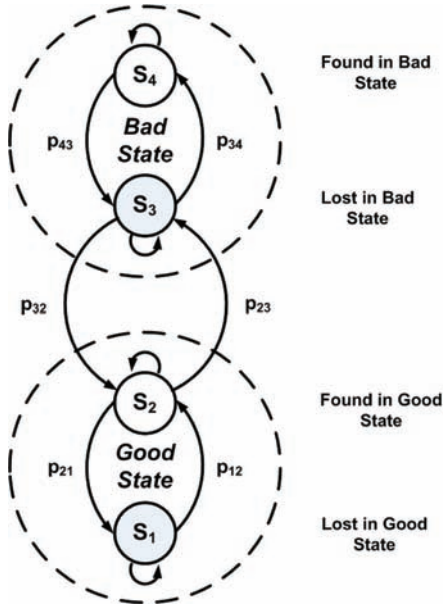 S4
Found in Bad
State
p43
Bad
State
p34
S3
Lost in Bad
State
p32
p23
S2
Found in Good
State
p21
Good
State
p12
S1
Lost in Good
State